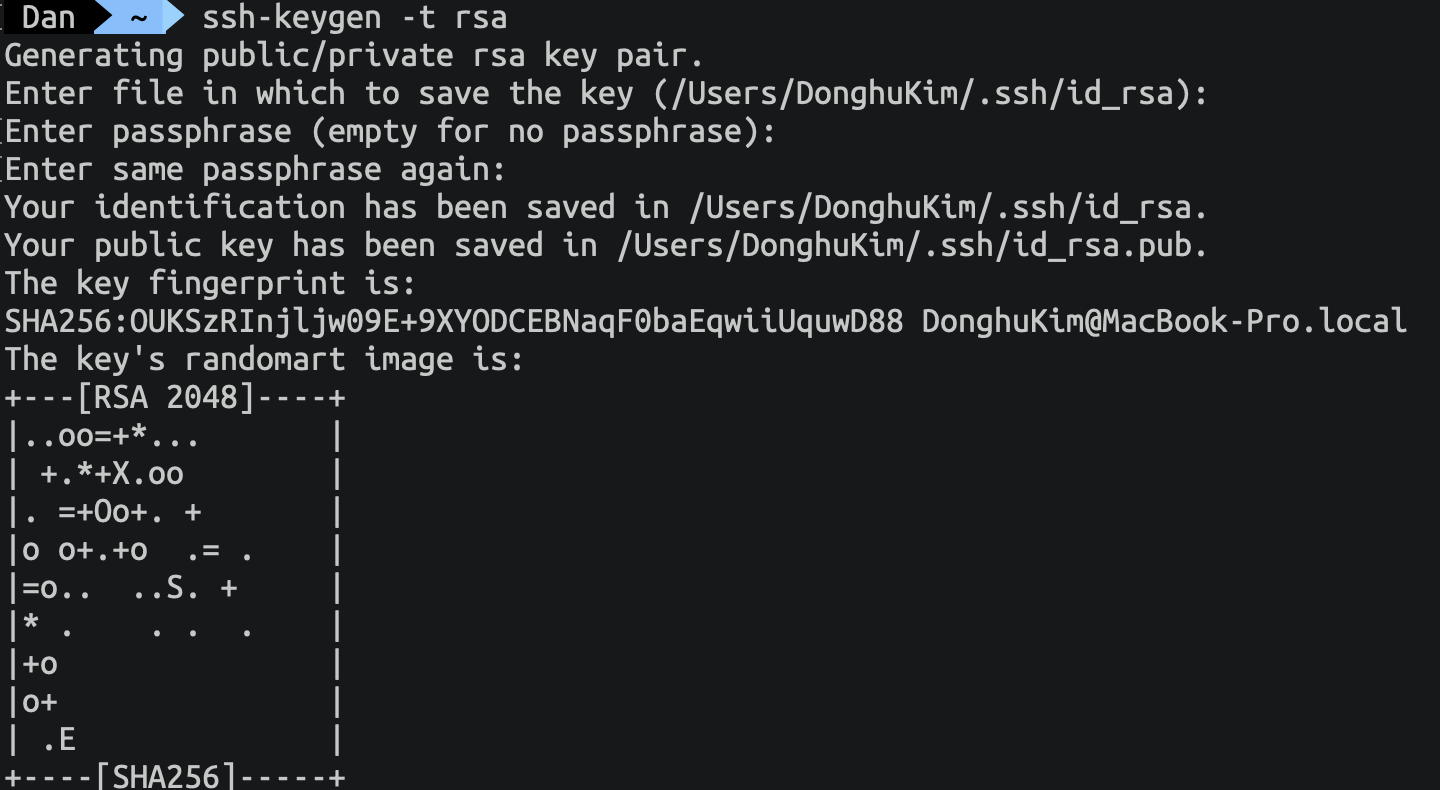 Dan ~ ssh-keygen -t rsa
Generating public/private rsa key pair.
Enter file in which to save the key (/Users/DonghuKim/.ssh/id_rsa):
Enter passphrase (empty for no passphrase):
Enter same passphrase again:
Your identification has been saved in /Users/DonghuKim/.ssh/id_rsa.
Your public key has been saved in /Users/DonghuKim/.ssh/id_rsa.pub.
The key fingerprint is:
SHA256:OUKSzRInjljw09E+9XYODCEBNaqF0baEqwiiUquwD88 DonghuKim@MacBook-Pro.local
The key's randomart image is:
+---[RSA 2048]----+
|..oo=+*...       |
| +.*+X.oo        |
|. =+Oo+. +       |
|o o+.+o  .= .    |
|=o..  ..S. +     |
|* .    . .  .    |
|+o               |
|o+               |
| .E              |
+----[SHA256]-----+